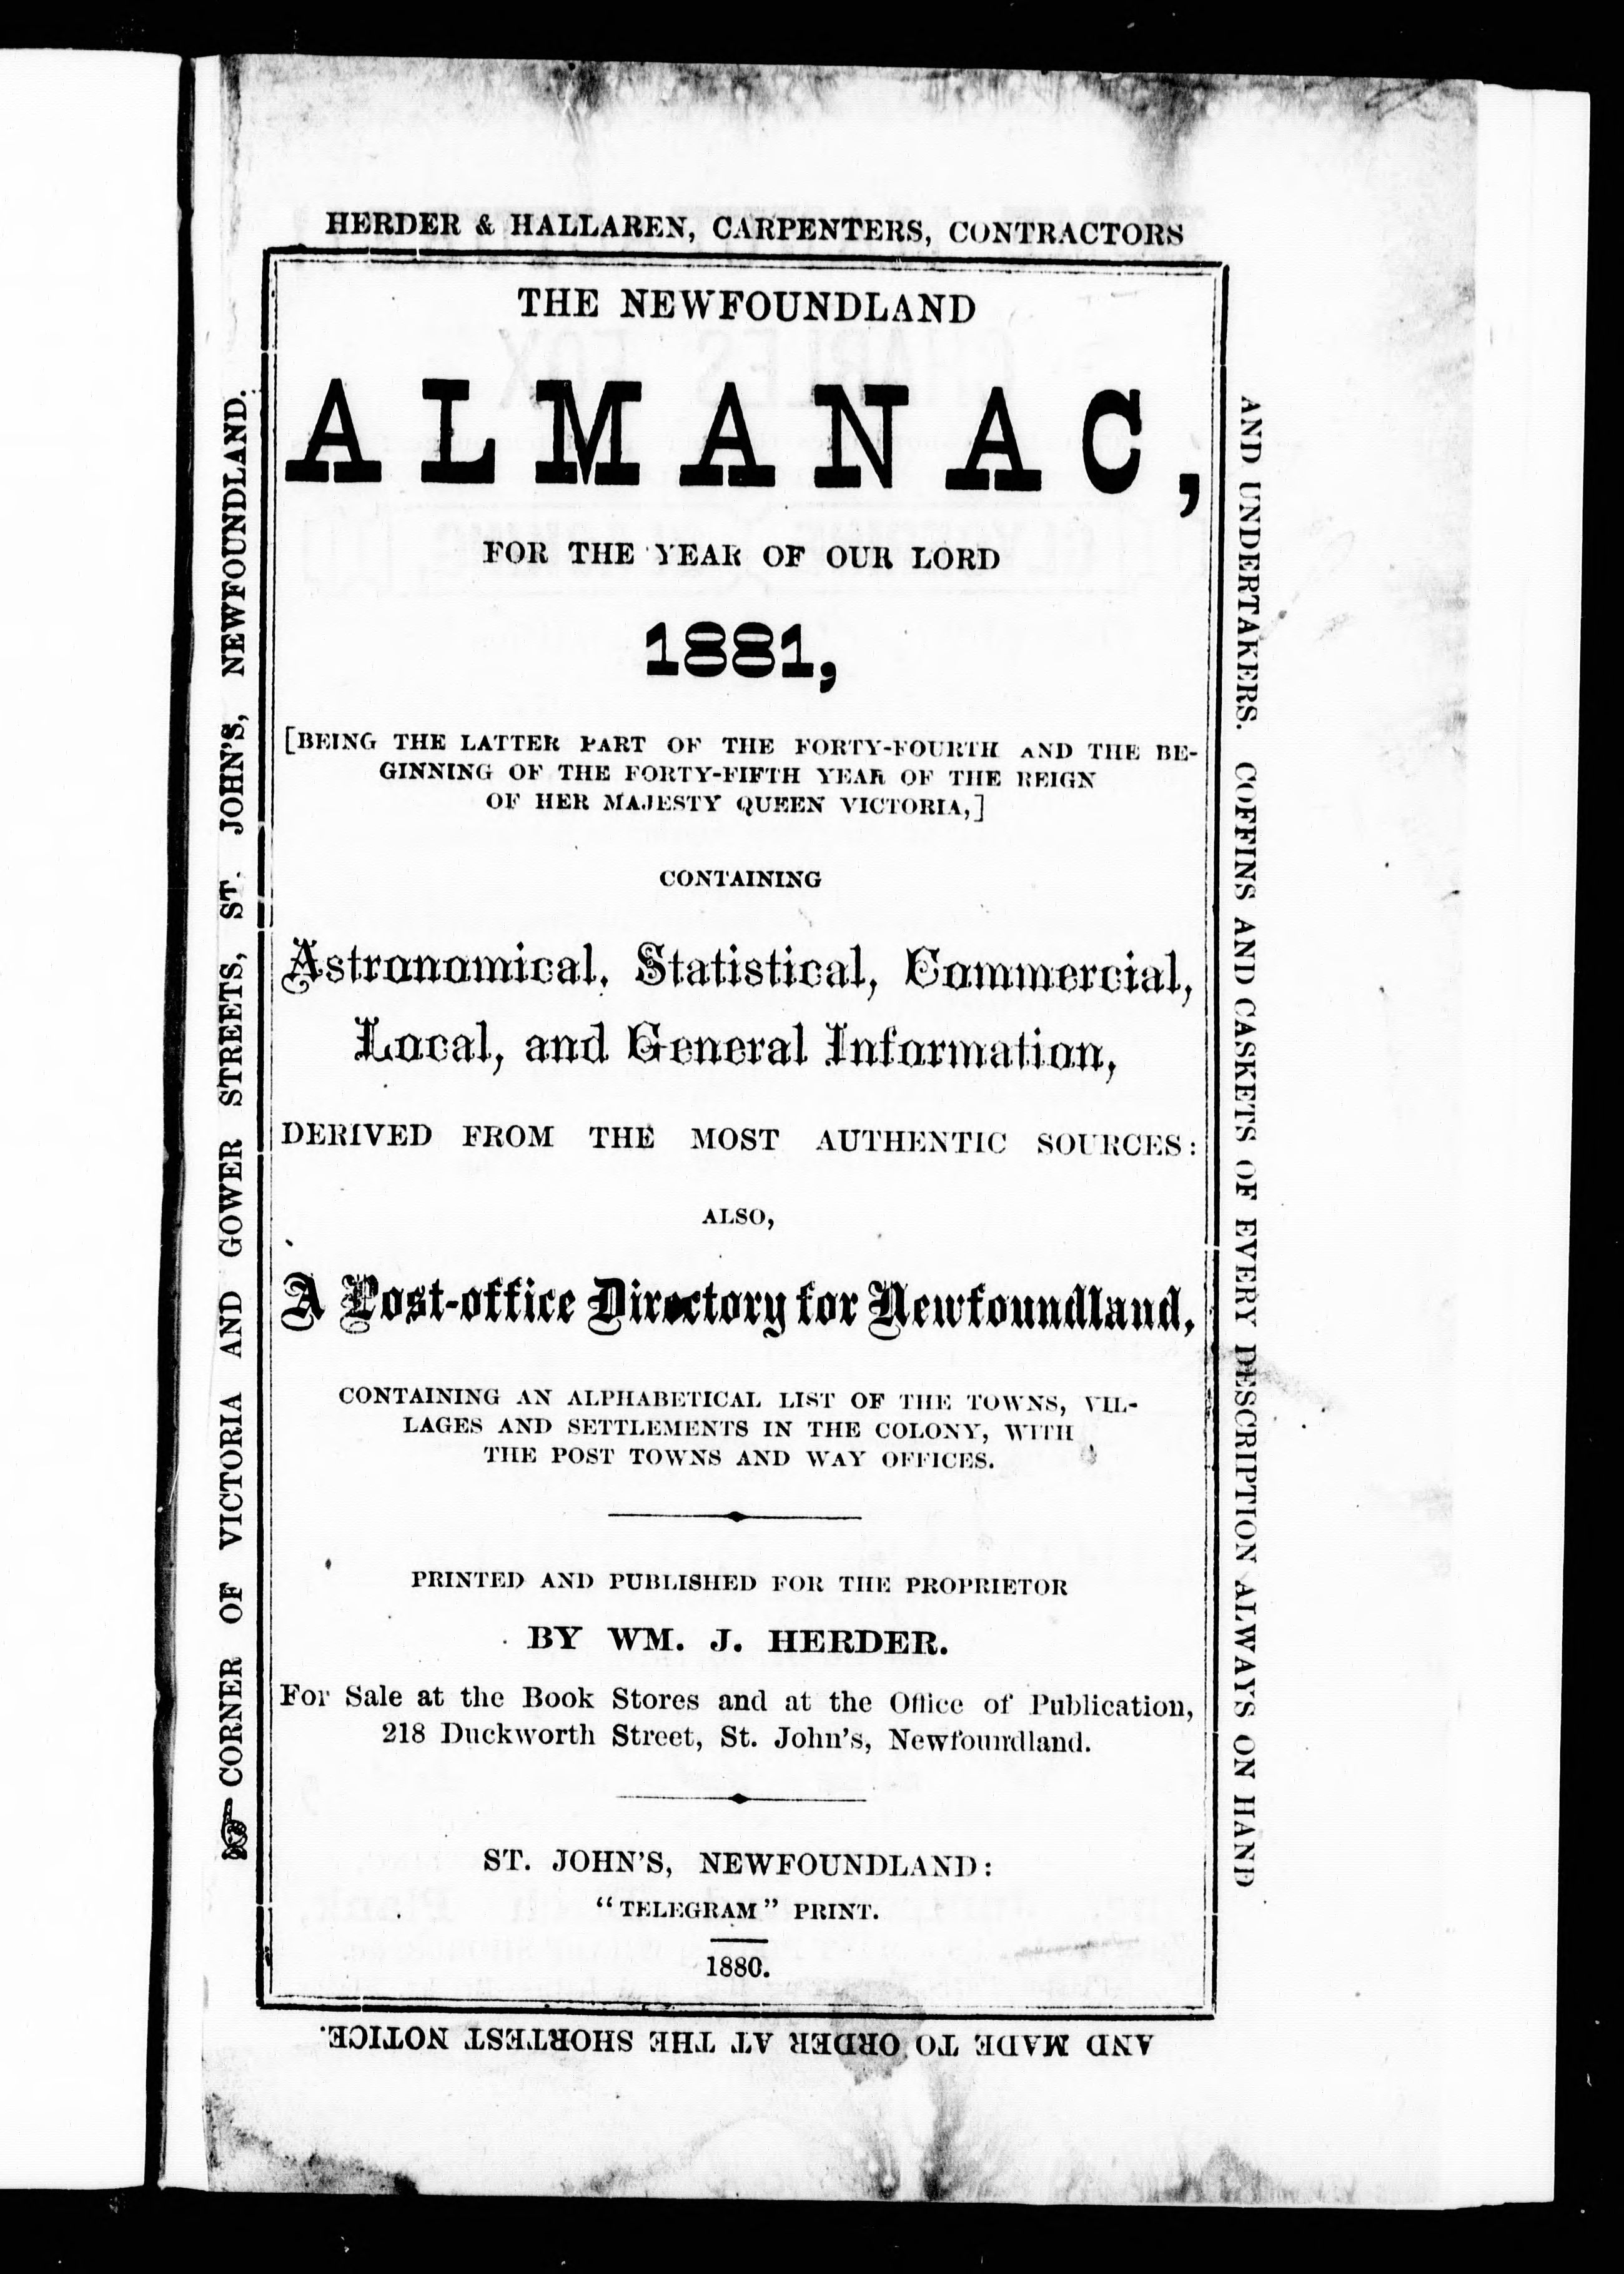 HERDER & HALLAREN, CARPENTERS, CONTRACTORS
THE NEWFOUNDLAND
ALMANAC,
FOR THE YEAR OF OUR LORD
1881,
[BEING THE LATTER PART OF THE FORTY-FOURTH AND THE BE-
GINNING OF THE FORTY-FIFTH YEAR OF THE REIGN
OF HER MAJESTY QUEEN VICTORIA,]
CONTAINING
Astronomical, Statistical, Commercial,
Local, and General Information,
DERIVED FROM THE MOST AUTHENTIC SOURCES:
ALSO,
A Post-office Directory for Newfoundland,
CONTAINING AN ALPHABETICAL LIST OF THE TOWNS, VIL-
LAGES AND SETTLEMENTS IN THE COLONY, WITH
THE POST TOWNS AND WAY OFFICES.
PRINTED AND PUBLISHED FOR THE PROPRIETOR
BY WM. J. HERDER.
For Sale at the Book Stores and at the Office of Publication,
218 Duckworth Street, St. John's, Newfoundland.
ST. JOHN'S, NEWFOUNDLAND:
"TELEGRAM" PRINT.
1880.
AND UNDERTAKERS. COFFINS AND CASKETS OF EVERY DESCRIPTION ALWAYS ON HAND
AND MADE TO ORDER AT THE SHORTEST NOTICE.
☞ CORNER OF VICTORIA AND GOWER STREETS, ST. JOHN'S, NEWFOUNDLAND.